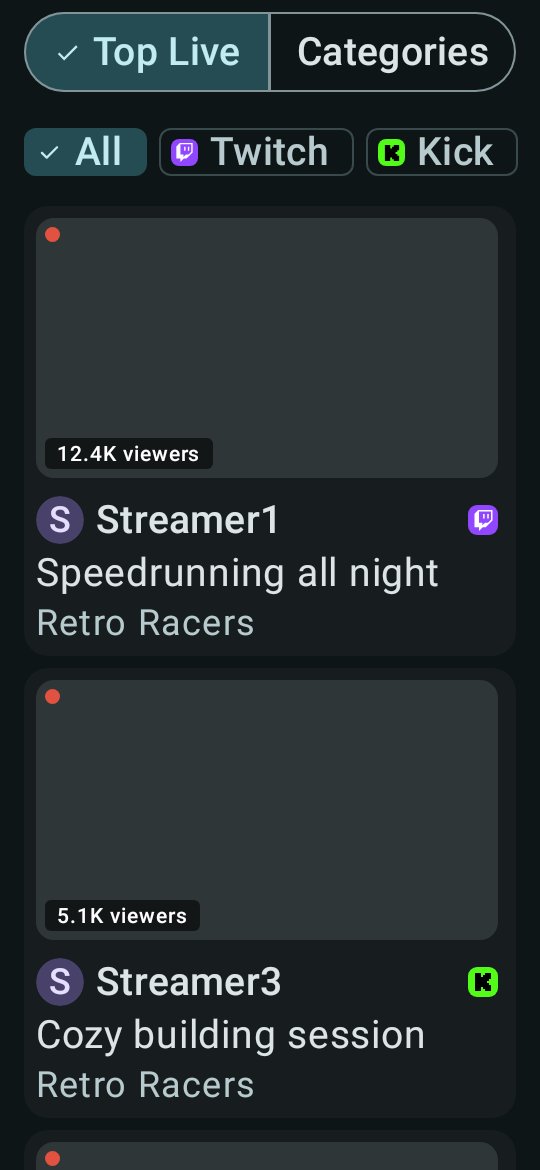 Top Live
Categories
All
Twitch
Kick
12.4K viewers
S
Streamer1
Speedrunning all night
Retro Racers
5.1K viewers
S
Streamer3
Cozy building session
Retro Racers